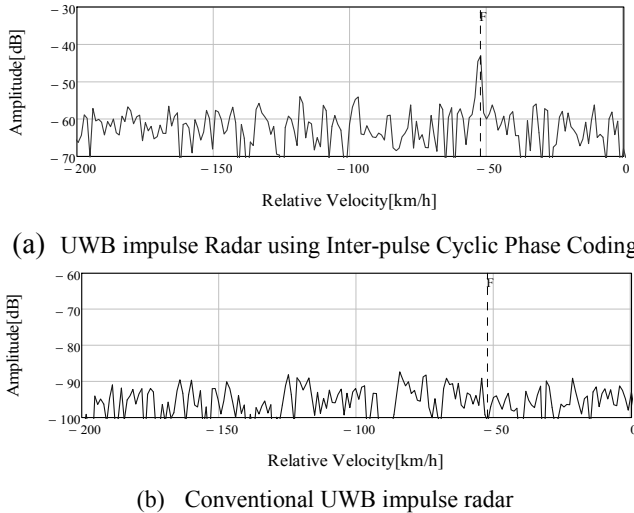 − 30
F
− 40
− 50
− 60
− 70
Amplitude[dB]
− 200 − 150 − 100 − 50 0
Relative Velocity[km/h]
(a) UWB impulse Radar using Inter-pulse Cyclic Phase Coding
− 60
F
− 70
− 80
− 90
− 100
Amplitude[dB]
− 200 − 150 − 100 − 50 0
Relative Velocity[km/h]
(b) Conventional UWB impulse radar